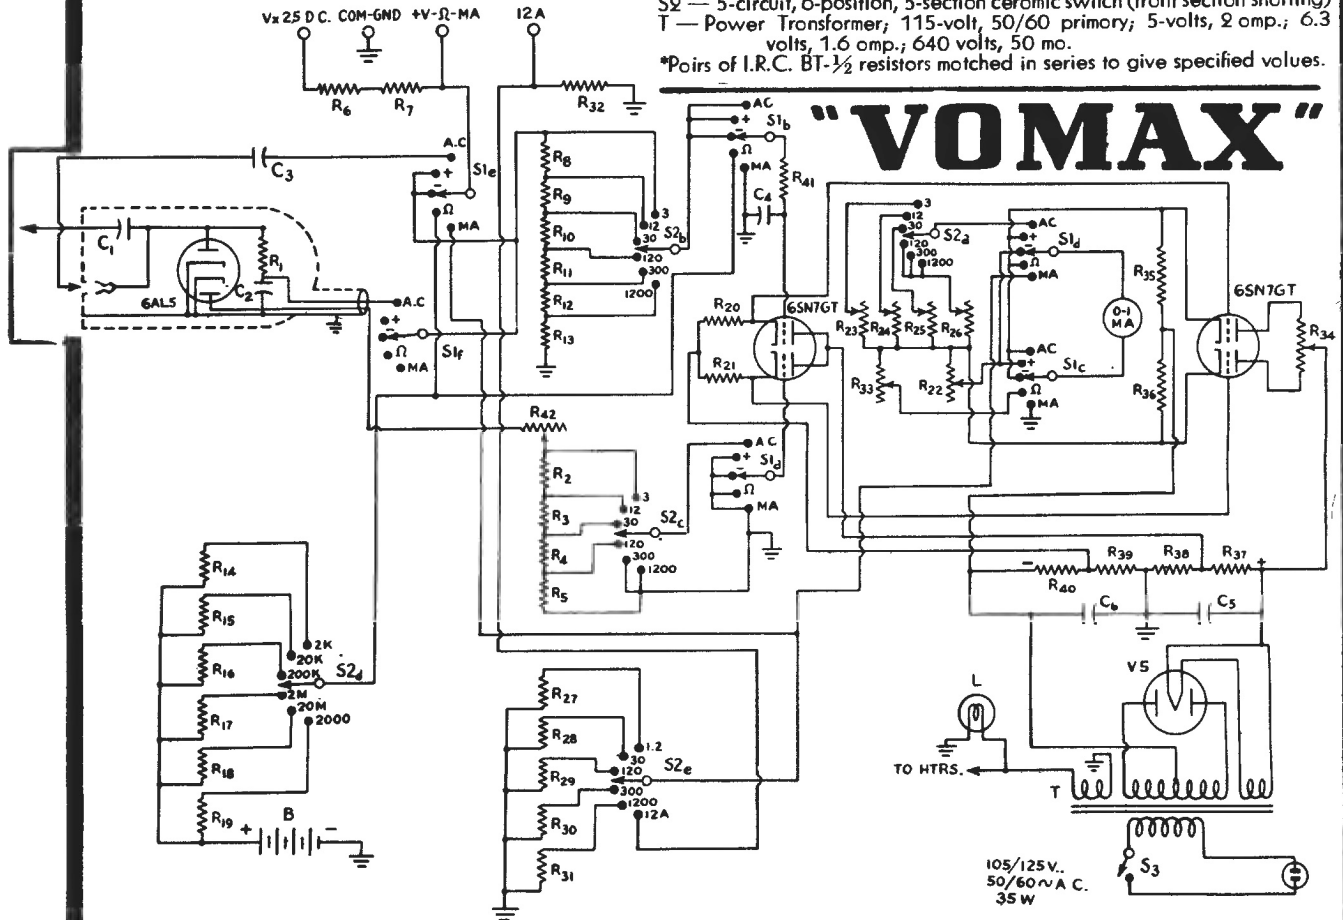 S2 — 5-circuit, 6-position, 5-section ceramic switch (front section shorting)
T — Power Transformer; 115-volt, 50/60 primary; 5-volts, 2 amp.; 6.3
volts, 1.6 amp.; 640 volts, 50 ma.
*Pairs of I.R.C. BT-½ resistors matched in series to give specified values.
"VOMAX"
Vx2.5 D C. COM-GND +V-Ω-MA 12A
R6 R7 R32
C3
A.C + - Ω MA S1e
C1 6AL5 R1 C2
A.C + - Ω MA S1f
R8 R9 R10 R11 R12 R13
3 12 30 120 300 1200 S2b
AC + - Ω MA S1b
C4 R41
R20 R21 6SN7GT
3 12 30 120 300 1200 S2a
R23 R24 R25 R26
R33 R22
AC + - Ω MA S1d
0-1 MA
AC + - Ω MA S1c
R35 R36
6SN7GT R34
R42
R2 R3 R4 R5
3 12 30 120 300 1200 S2c
AC + - Ω MA S1d
- R40 R39 R38 R37 +
C6 C5
R14 R15 R16 R17 R18 R19
2K 20K 200K 2M 20M 2000 S2d
+ B -
R27 R28 R29 R30 R31
1.2 30 120 300 1200 12A S2e
L
TO HTRS.
V5
T
S3
105/125V..
50/60~A C.
35W